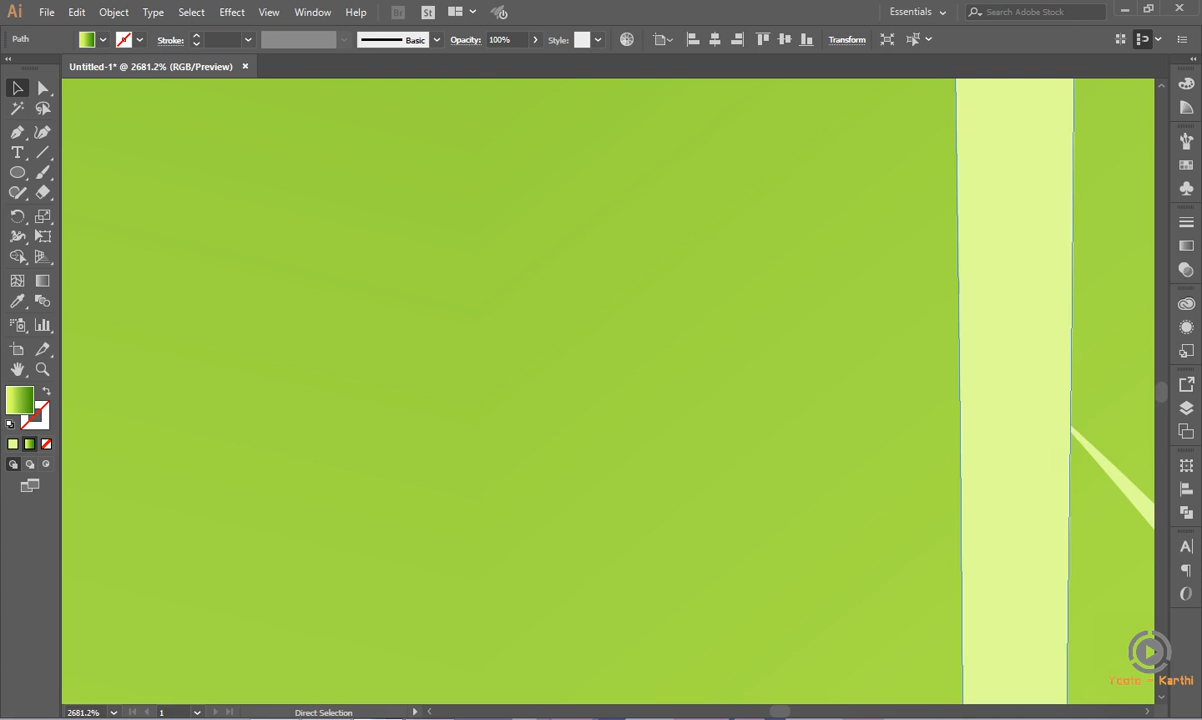 Ai File Edit Object Type Select Effect View Window Help Br St Essentials Search Adobe Stock
Path Stroke: Basic Opacity: 100% Style: Transform
Untitled-1* @ 2681.2% (RGB/Preview)
Karthi
2681.2% 1 Direct Selection